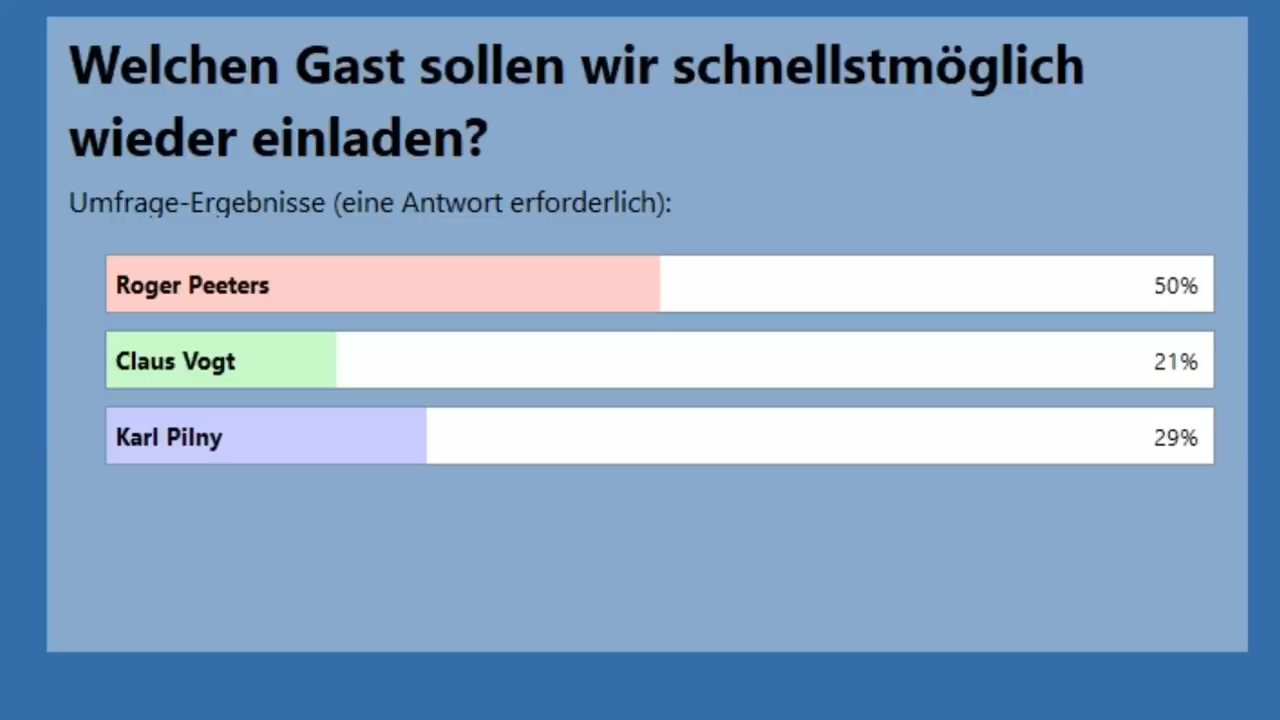 Welchen Gast sollen wir schnellstmöglich
wieder einladen?
Umfrage-Ergebnisse (eine Antwort erforderlich):
Roger Peeters 50%
Claus Vogt 21%
Karl Pilny 29%